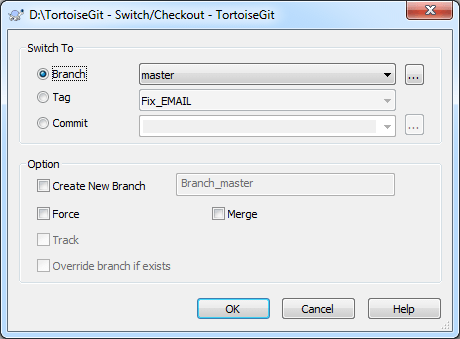 D:\TortoiseGit - Switch/Checkout - TortoiseGit
Switch To
Branch
master
...
Tag
Fix_EMAIL
Commit
...
Option
Create New Branch
Branch_master
Force
Merge
Track
Override branch if exists
OK
Cancel
Help